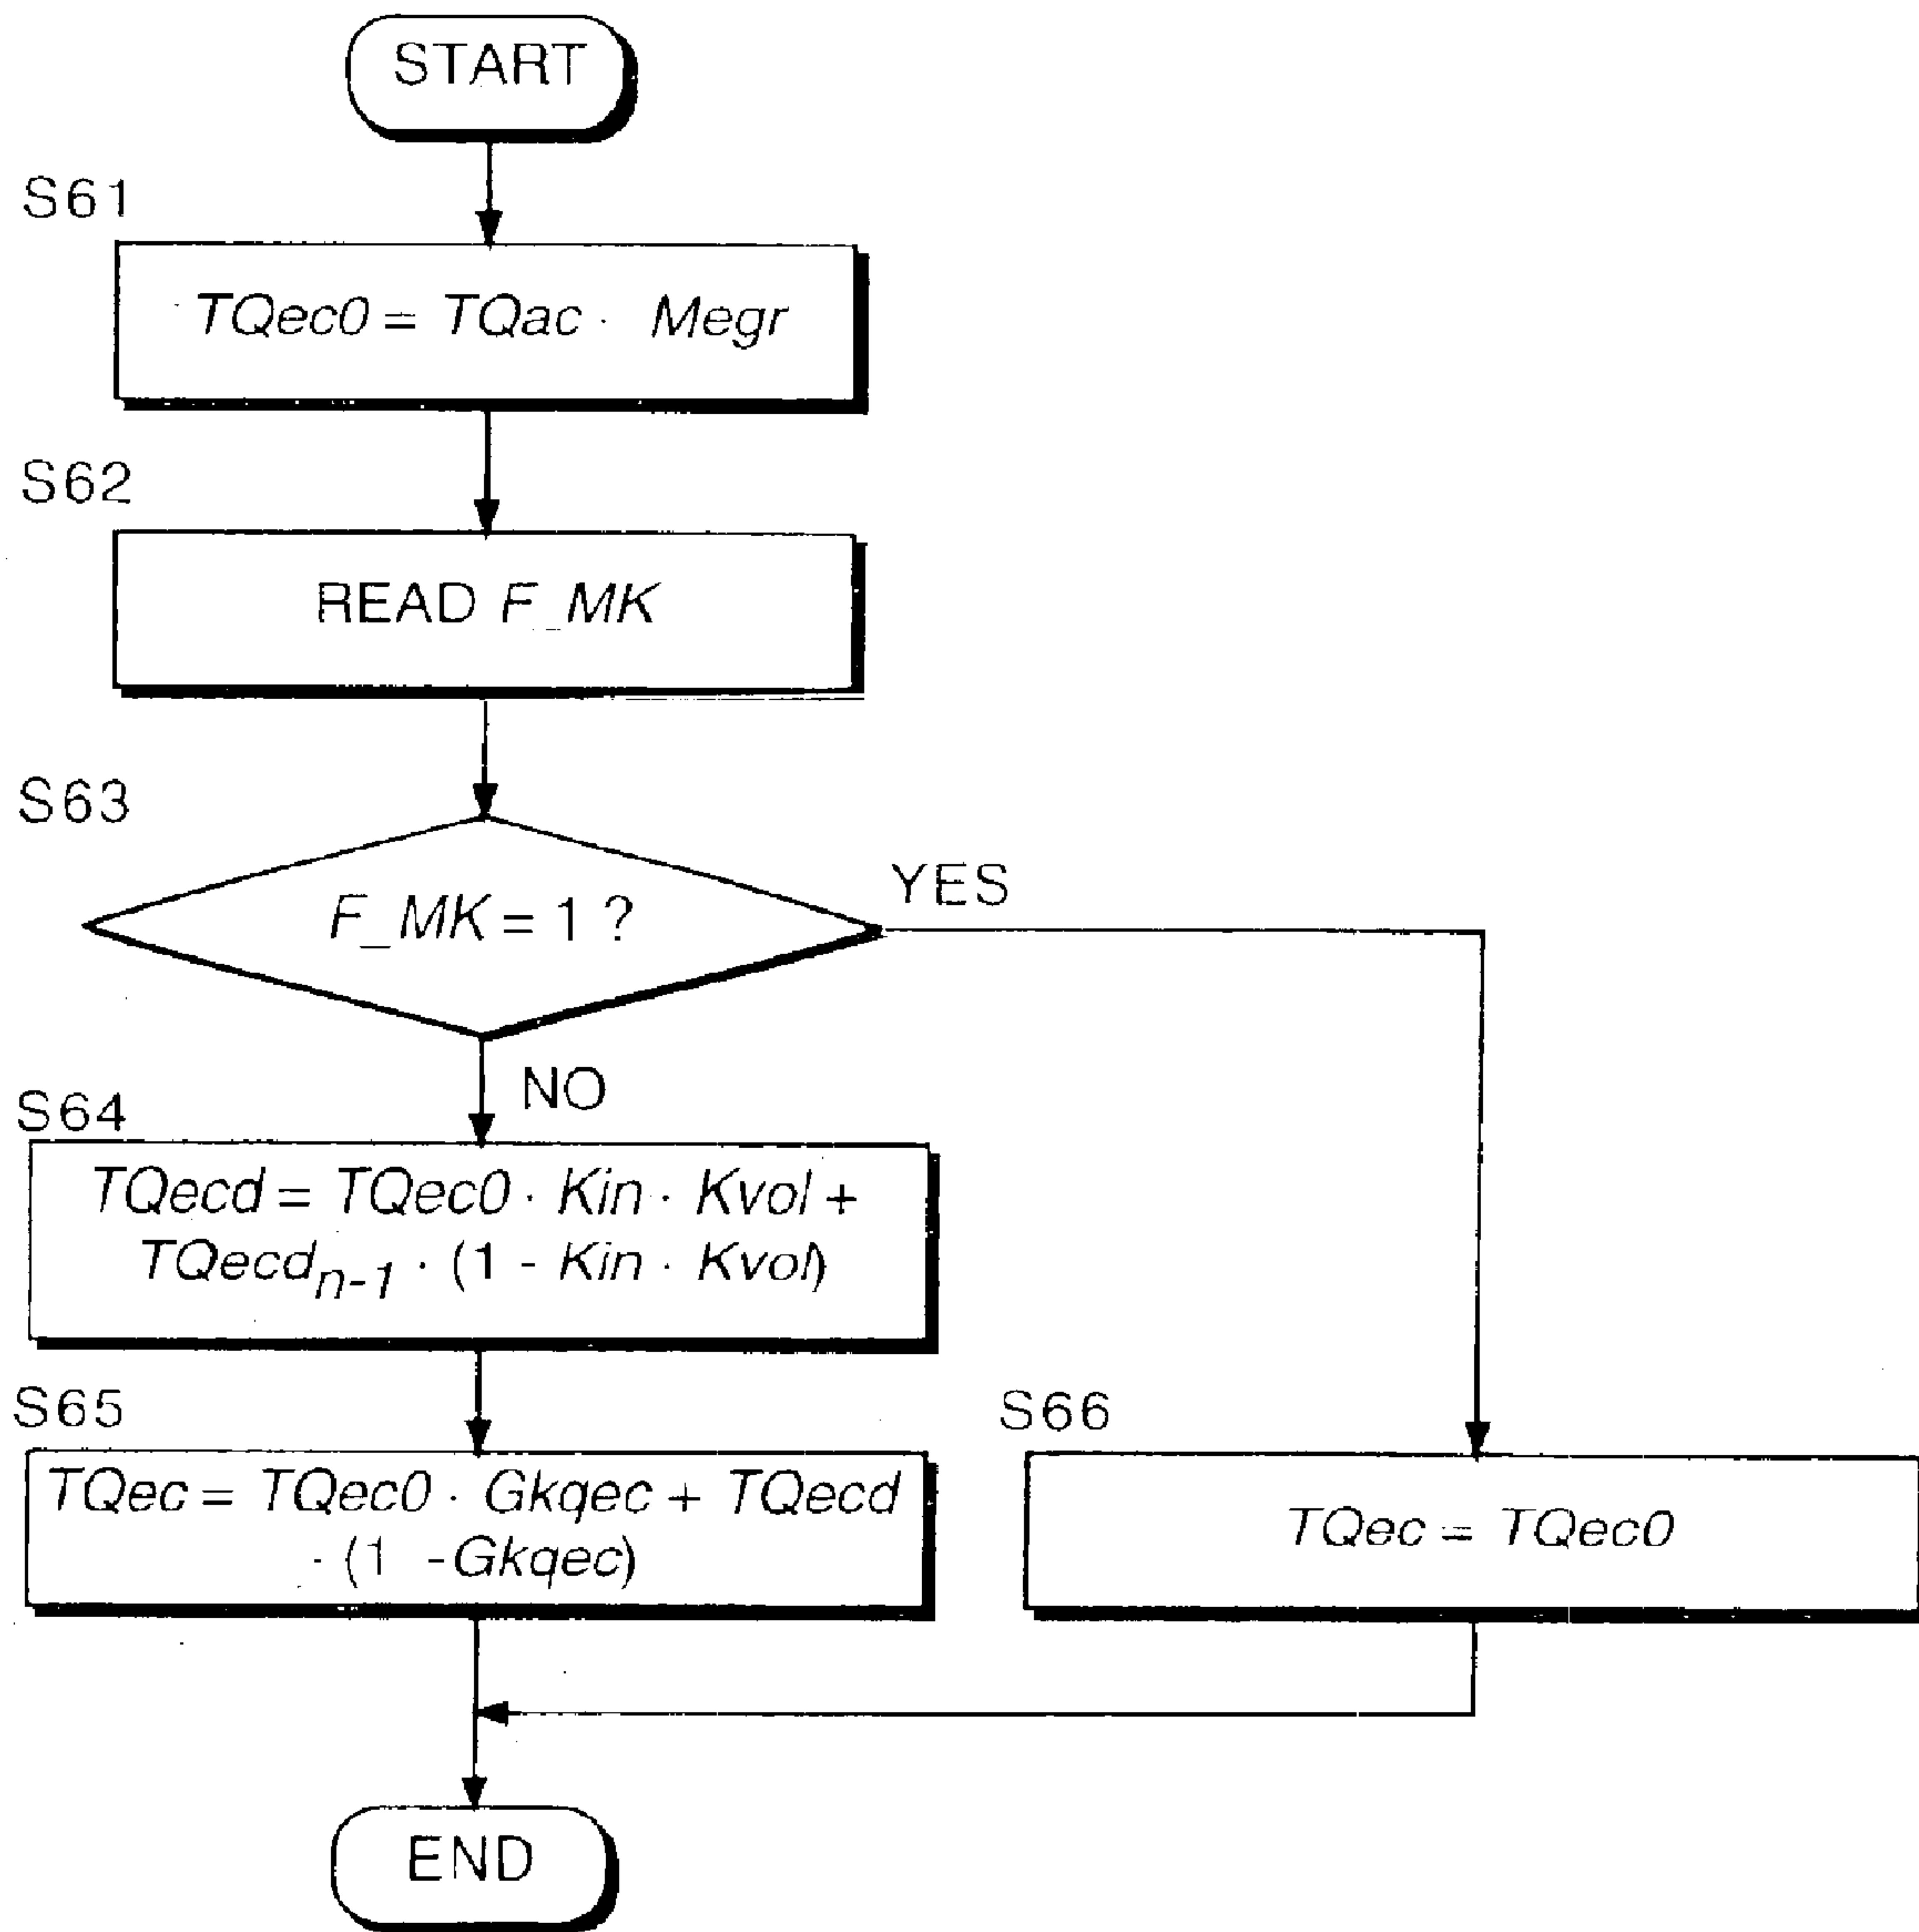 START
S61
TQec0 = TQac · Megr
S62
READ F_MK
S63
F_MK = 1 ?
YES
NO
S64
TQecd = TQec0 · Kin · Kvol +
TQecd_{n-1} · (1 - Kin · Kvol)
S65
TQec = TQec0 · Gkqec + TQecd
· (1 -Gkqec)
S66
TQec = TQec0
END